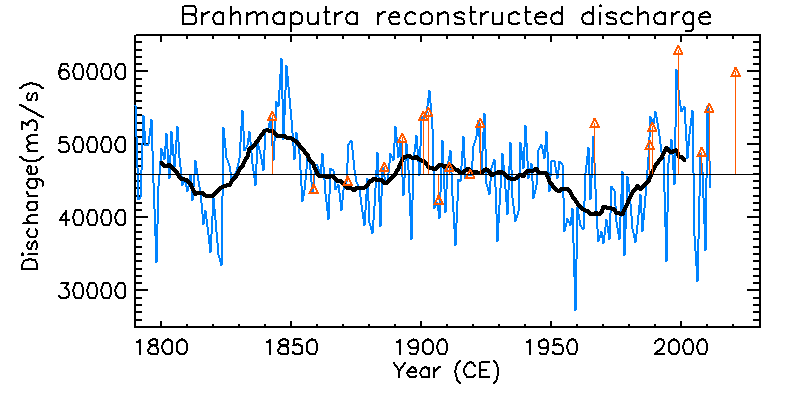 Brahmaputra reconstructed discharge
60000
50000
40000
30000
Discharge(m3/s)
1800 1850 1900 1950 2000
Year (CE)